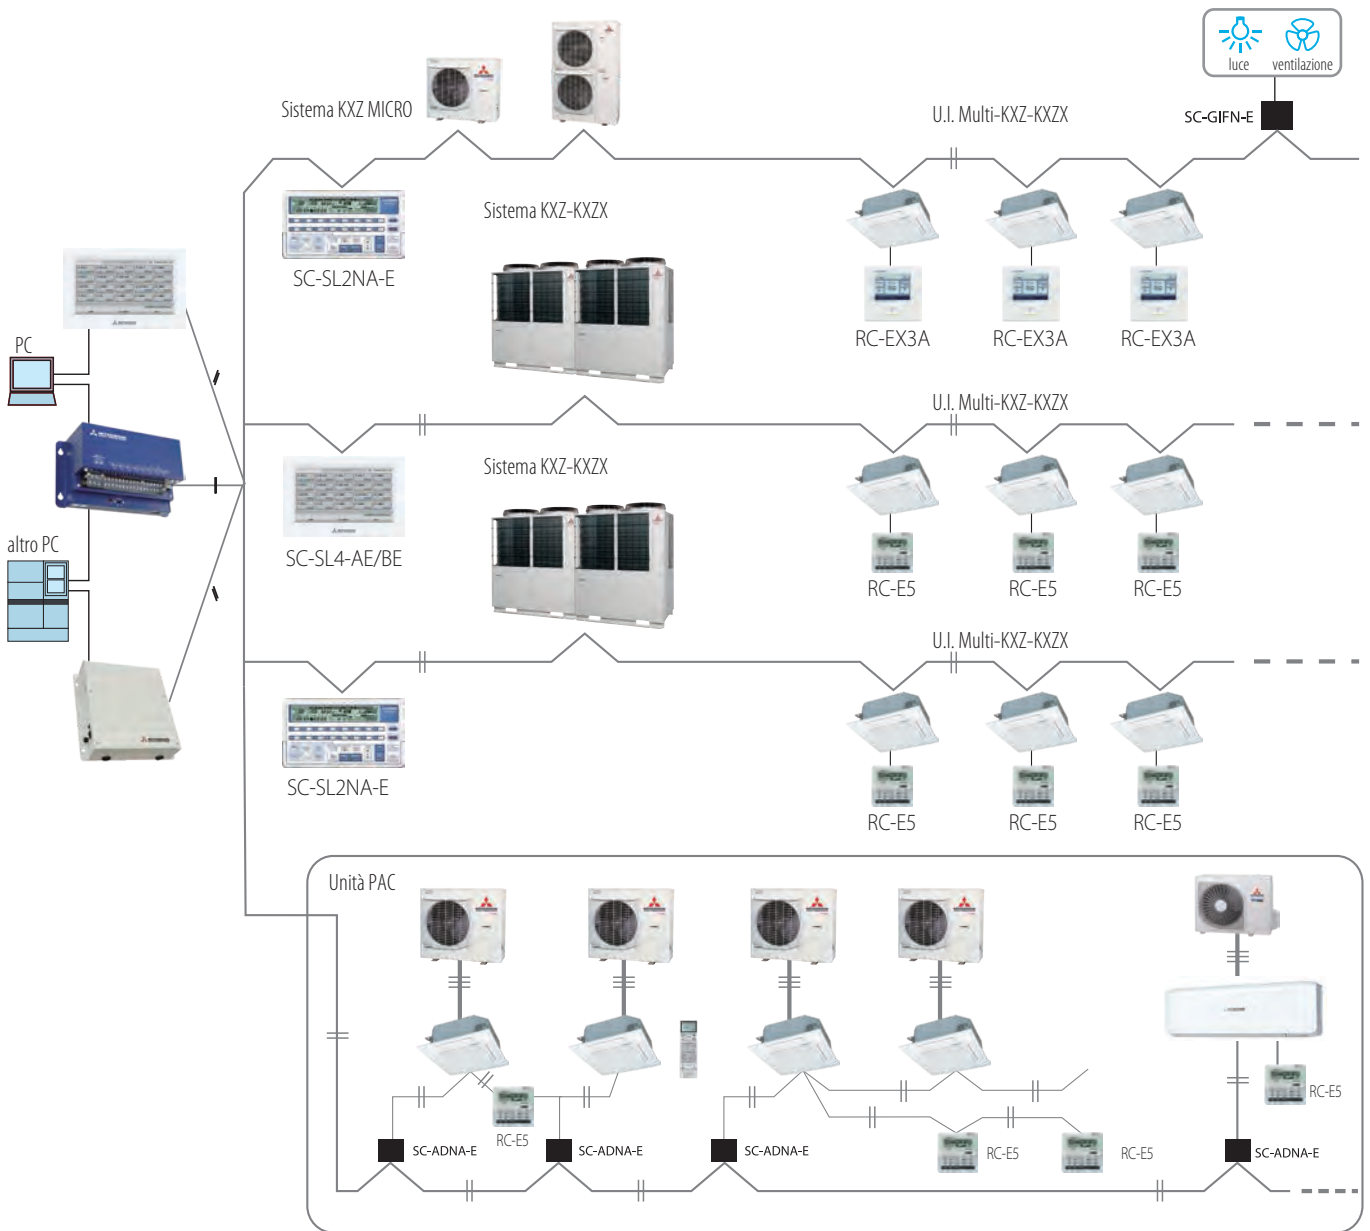 luce
ventilazione
Sistema KXZ MICRO
U.I. Multi-KXZ-KXZX
SC-GIFN-E
Sistema KXZ-KXZX
SC-SL2NA-E
RC-EX3A
RC-EX3A
RC-EX3A
PC
U.I. Multi-KXZ-KXZX
Sistema KXZ-KXZX
altro PC
SC-SL4-AE/BE
RC-E5
RC-E5
RC-E5
U.I. Multi-KXZ-KXZX
SC-SL2NA-E
RC-E5
RC-E5
RC-E5
Unità PAC
RC-E5
RC-E5
SC-ADNA-E
SC-ADNA-E
SC-ADNA-E
RC-E5
RC-E5
SC-ADNA-E